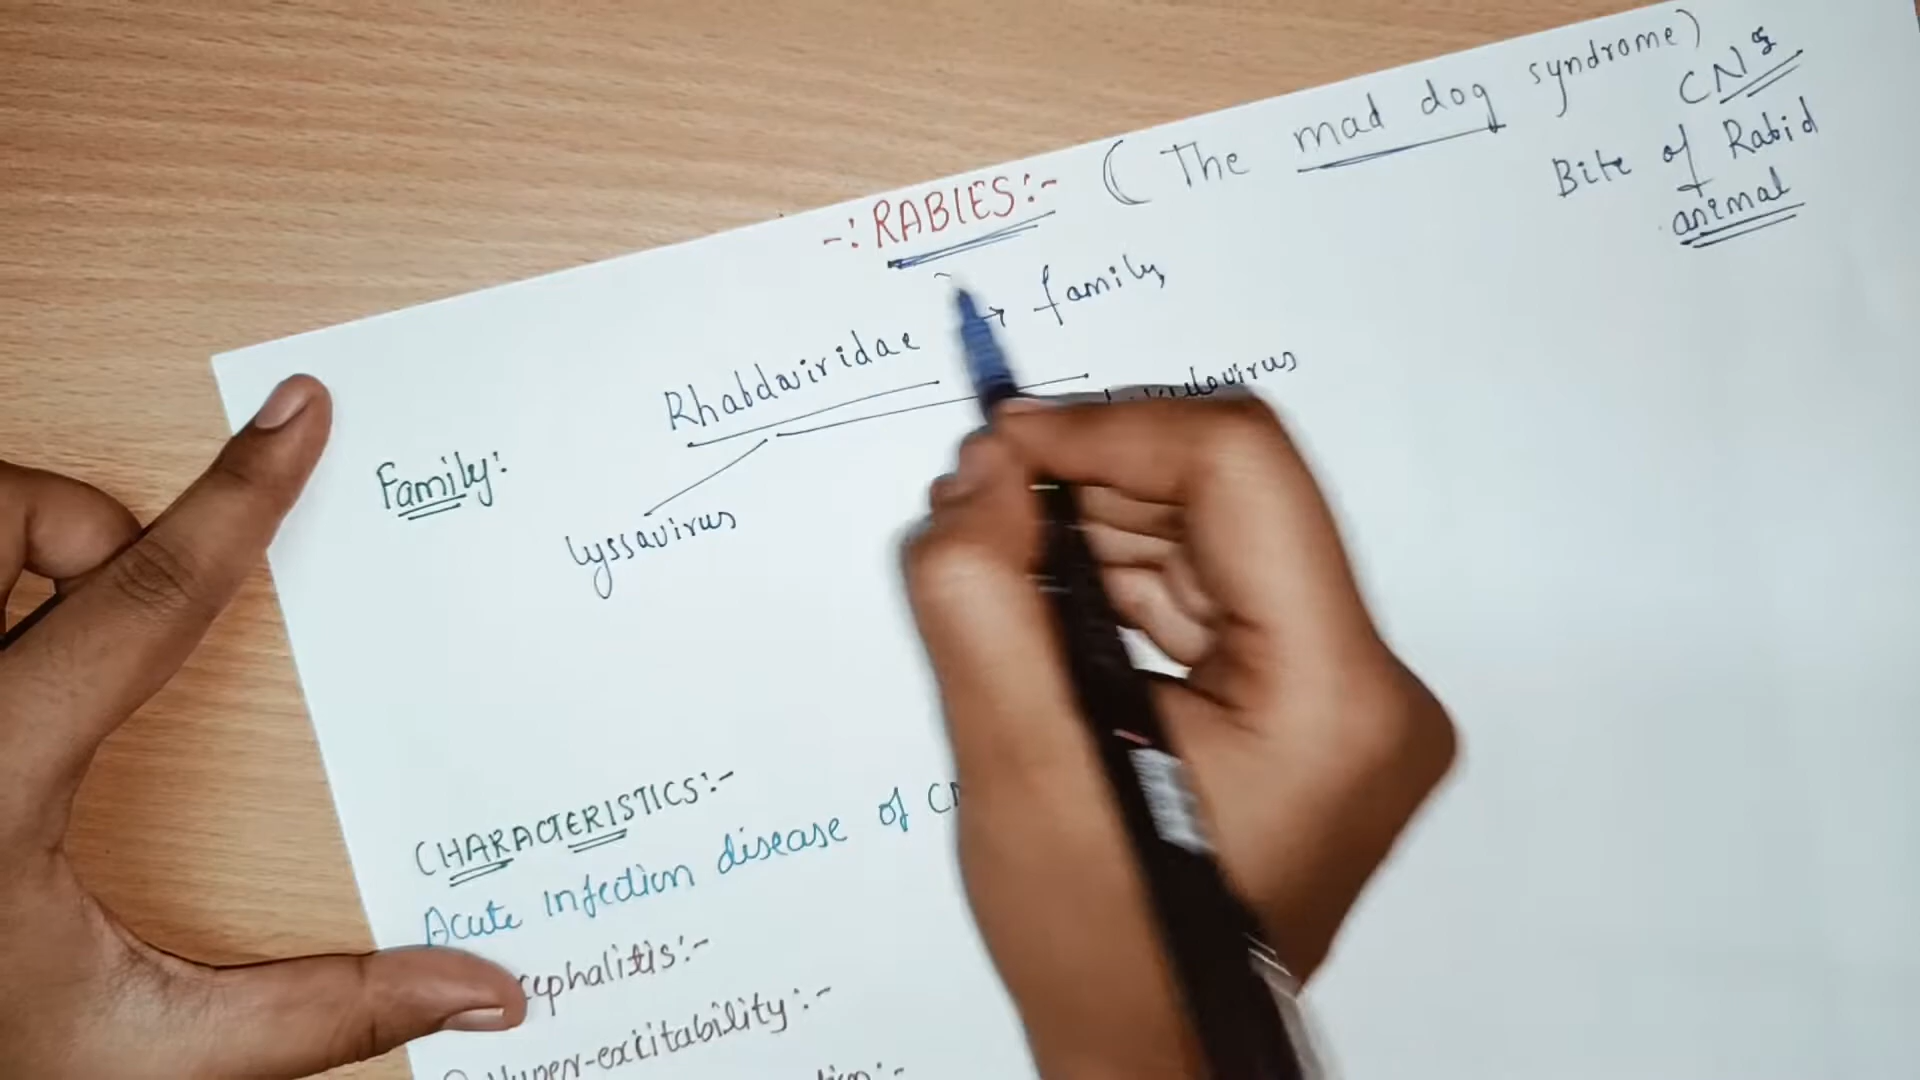 -: RABIES:- ( The mad dog syndrome)
CNS
Bite of Rabid
animal
Rhabdaviridae → family
Family:
lyssavirus
CHARACTERISTICS:-
Acute infection disease of
cephalitis:-
Hyper-excitability:-